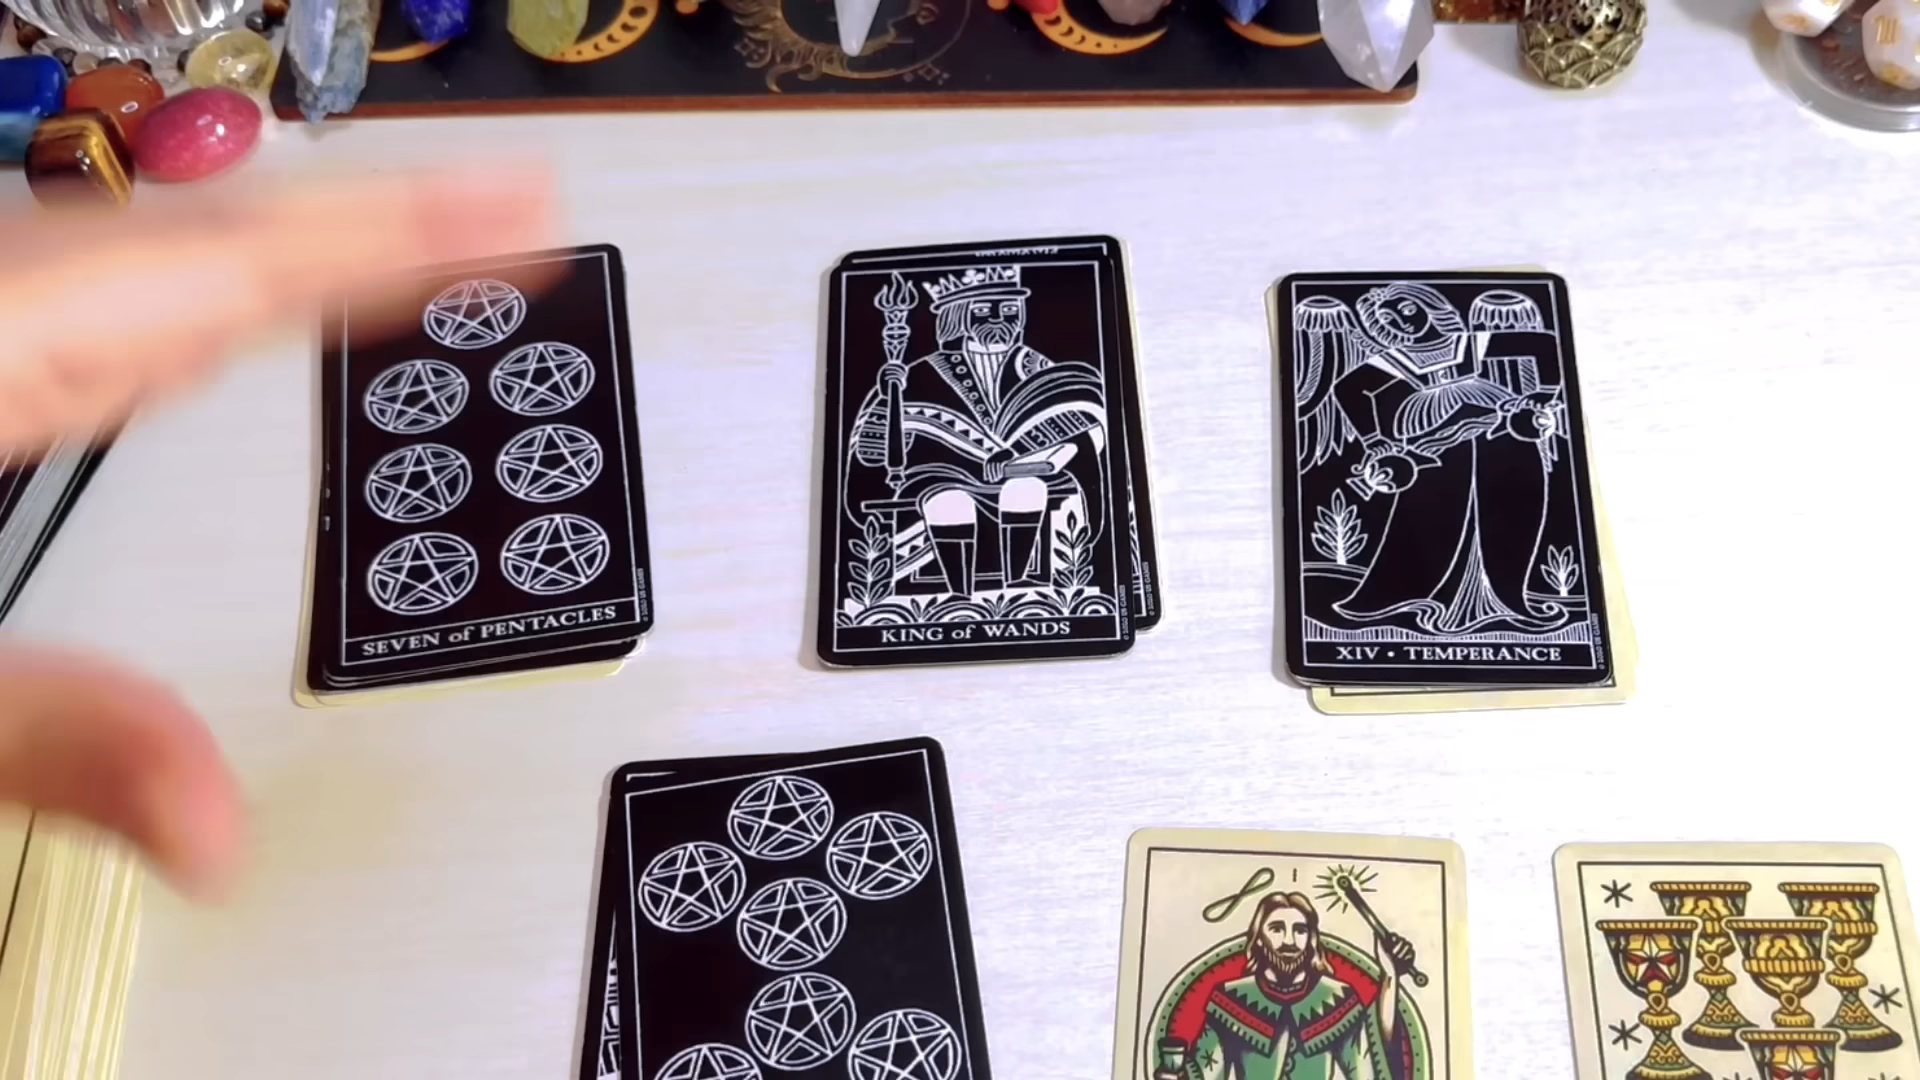 SEVEN of PENTACLES
KING of WANDS
XIV • TEMPERANCE
I